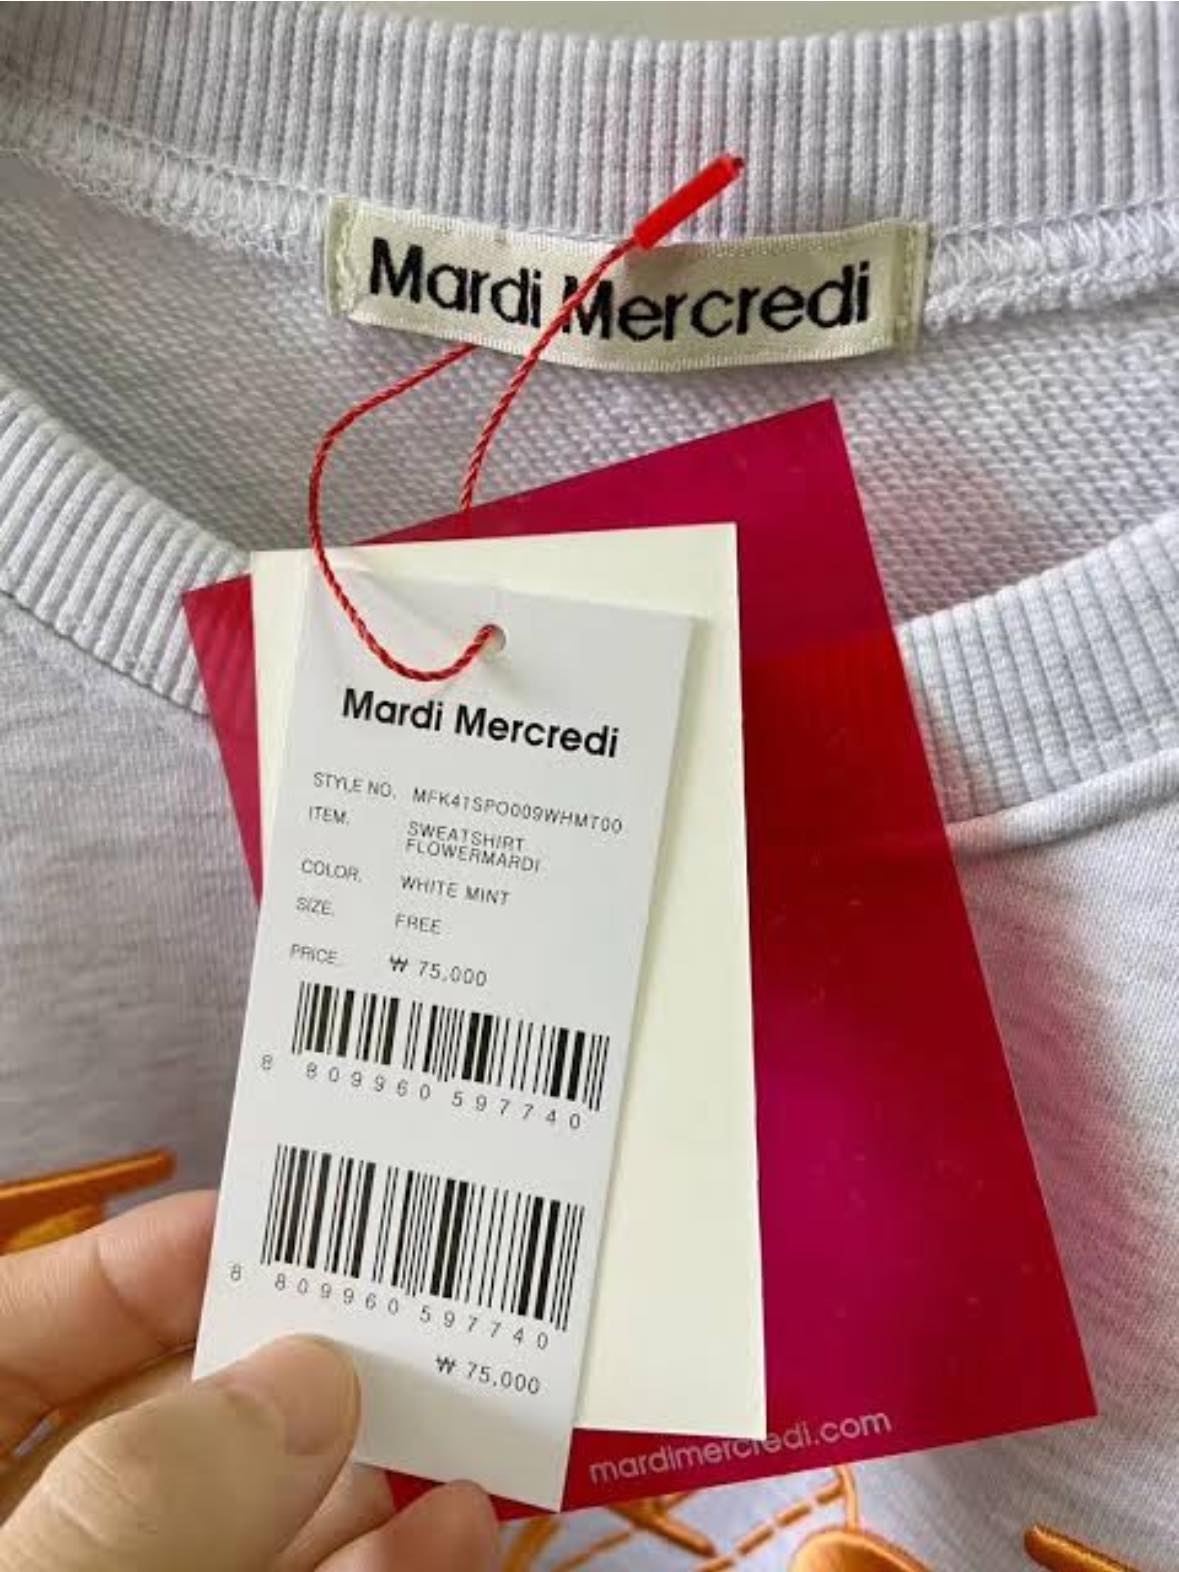 Mardi Mercredi
Mardi Mercredi
STYLE NO. MFK41SPO009WHMT00
ITEM. SWEATSHIRT
FLOWERMARDI
COLOR. WHITE MINT
SIZE. FREE
PRICE. ₩ 75,000
8 809960 597740
8 809960 597740
₩ 75,000
mardimercredi.com